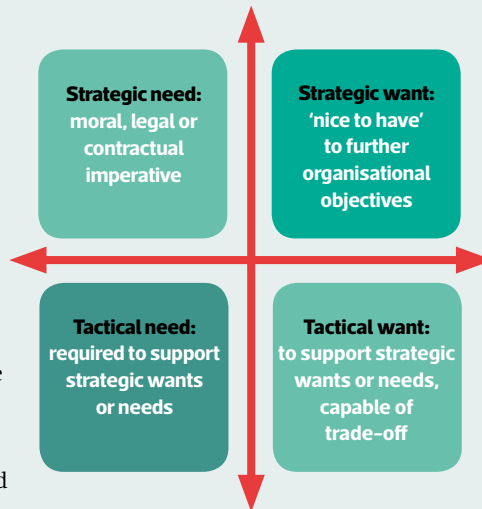 Strategic need:
moral, legal or
contractual
imperative
Strategic want:
‘nice to have’
to further
organisational
objectives
Tactical need:
required to support
strategic wants
or needs
Tactical want:
to support strategic
wants or needs,
capable of
trade-off